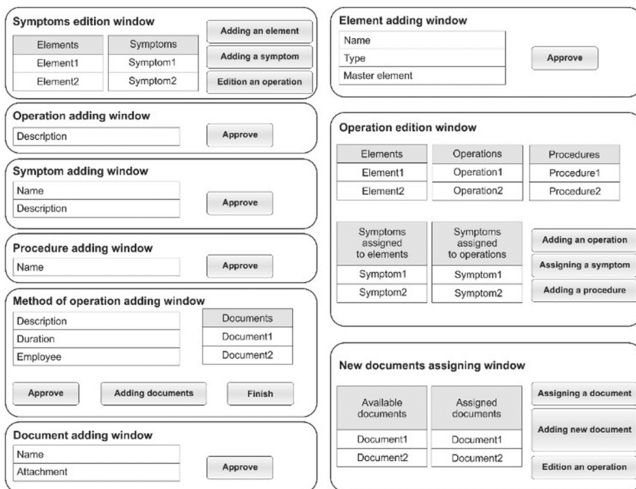 Symptoms edition window
Elements Symptoms
Element1 Symptom1
Element2 Symptom2
Adding an element
Adding a symptom
Edition an operation
Operation adding window
Description
Approve
Symptom adding window
Name
Description
Approve
Procedure adding window
Name
Approve
Method of operation adding window
Description
Duration
Employee
Documents
Document1
Document2
Approve Adding documents Finish
Document adding window
Name
Attachment
Approve
Element adding window
Name
Type
Master element
Approve
Operation edition window
Elements Operations Procedures
Element1 Operation1 Procedure1
Element2 Operation2 Procedure2
Symptoms Symptoms
assigned assigned
to elements to operations
Symptom1 Symptom1
Symptom2 Symptom2
Adding an operation
Assigning a symptom
Adding a procedure
New documents assigning window
Available Assigned
documents documents
Document1 Document1
Document2 Document2
Assigning a document
Adding new document
Edition an operation